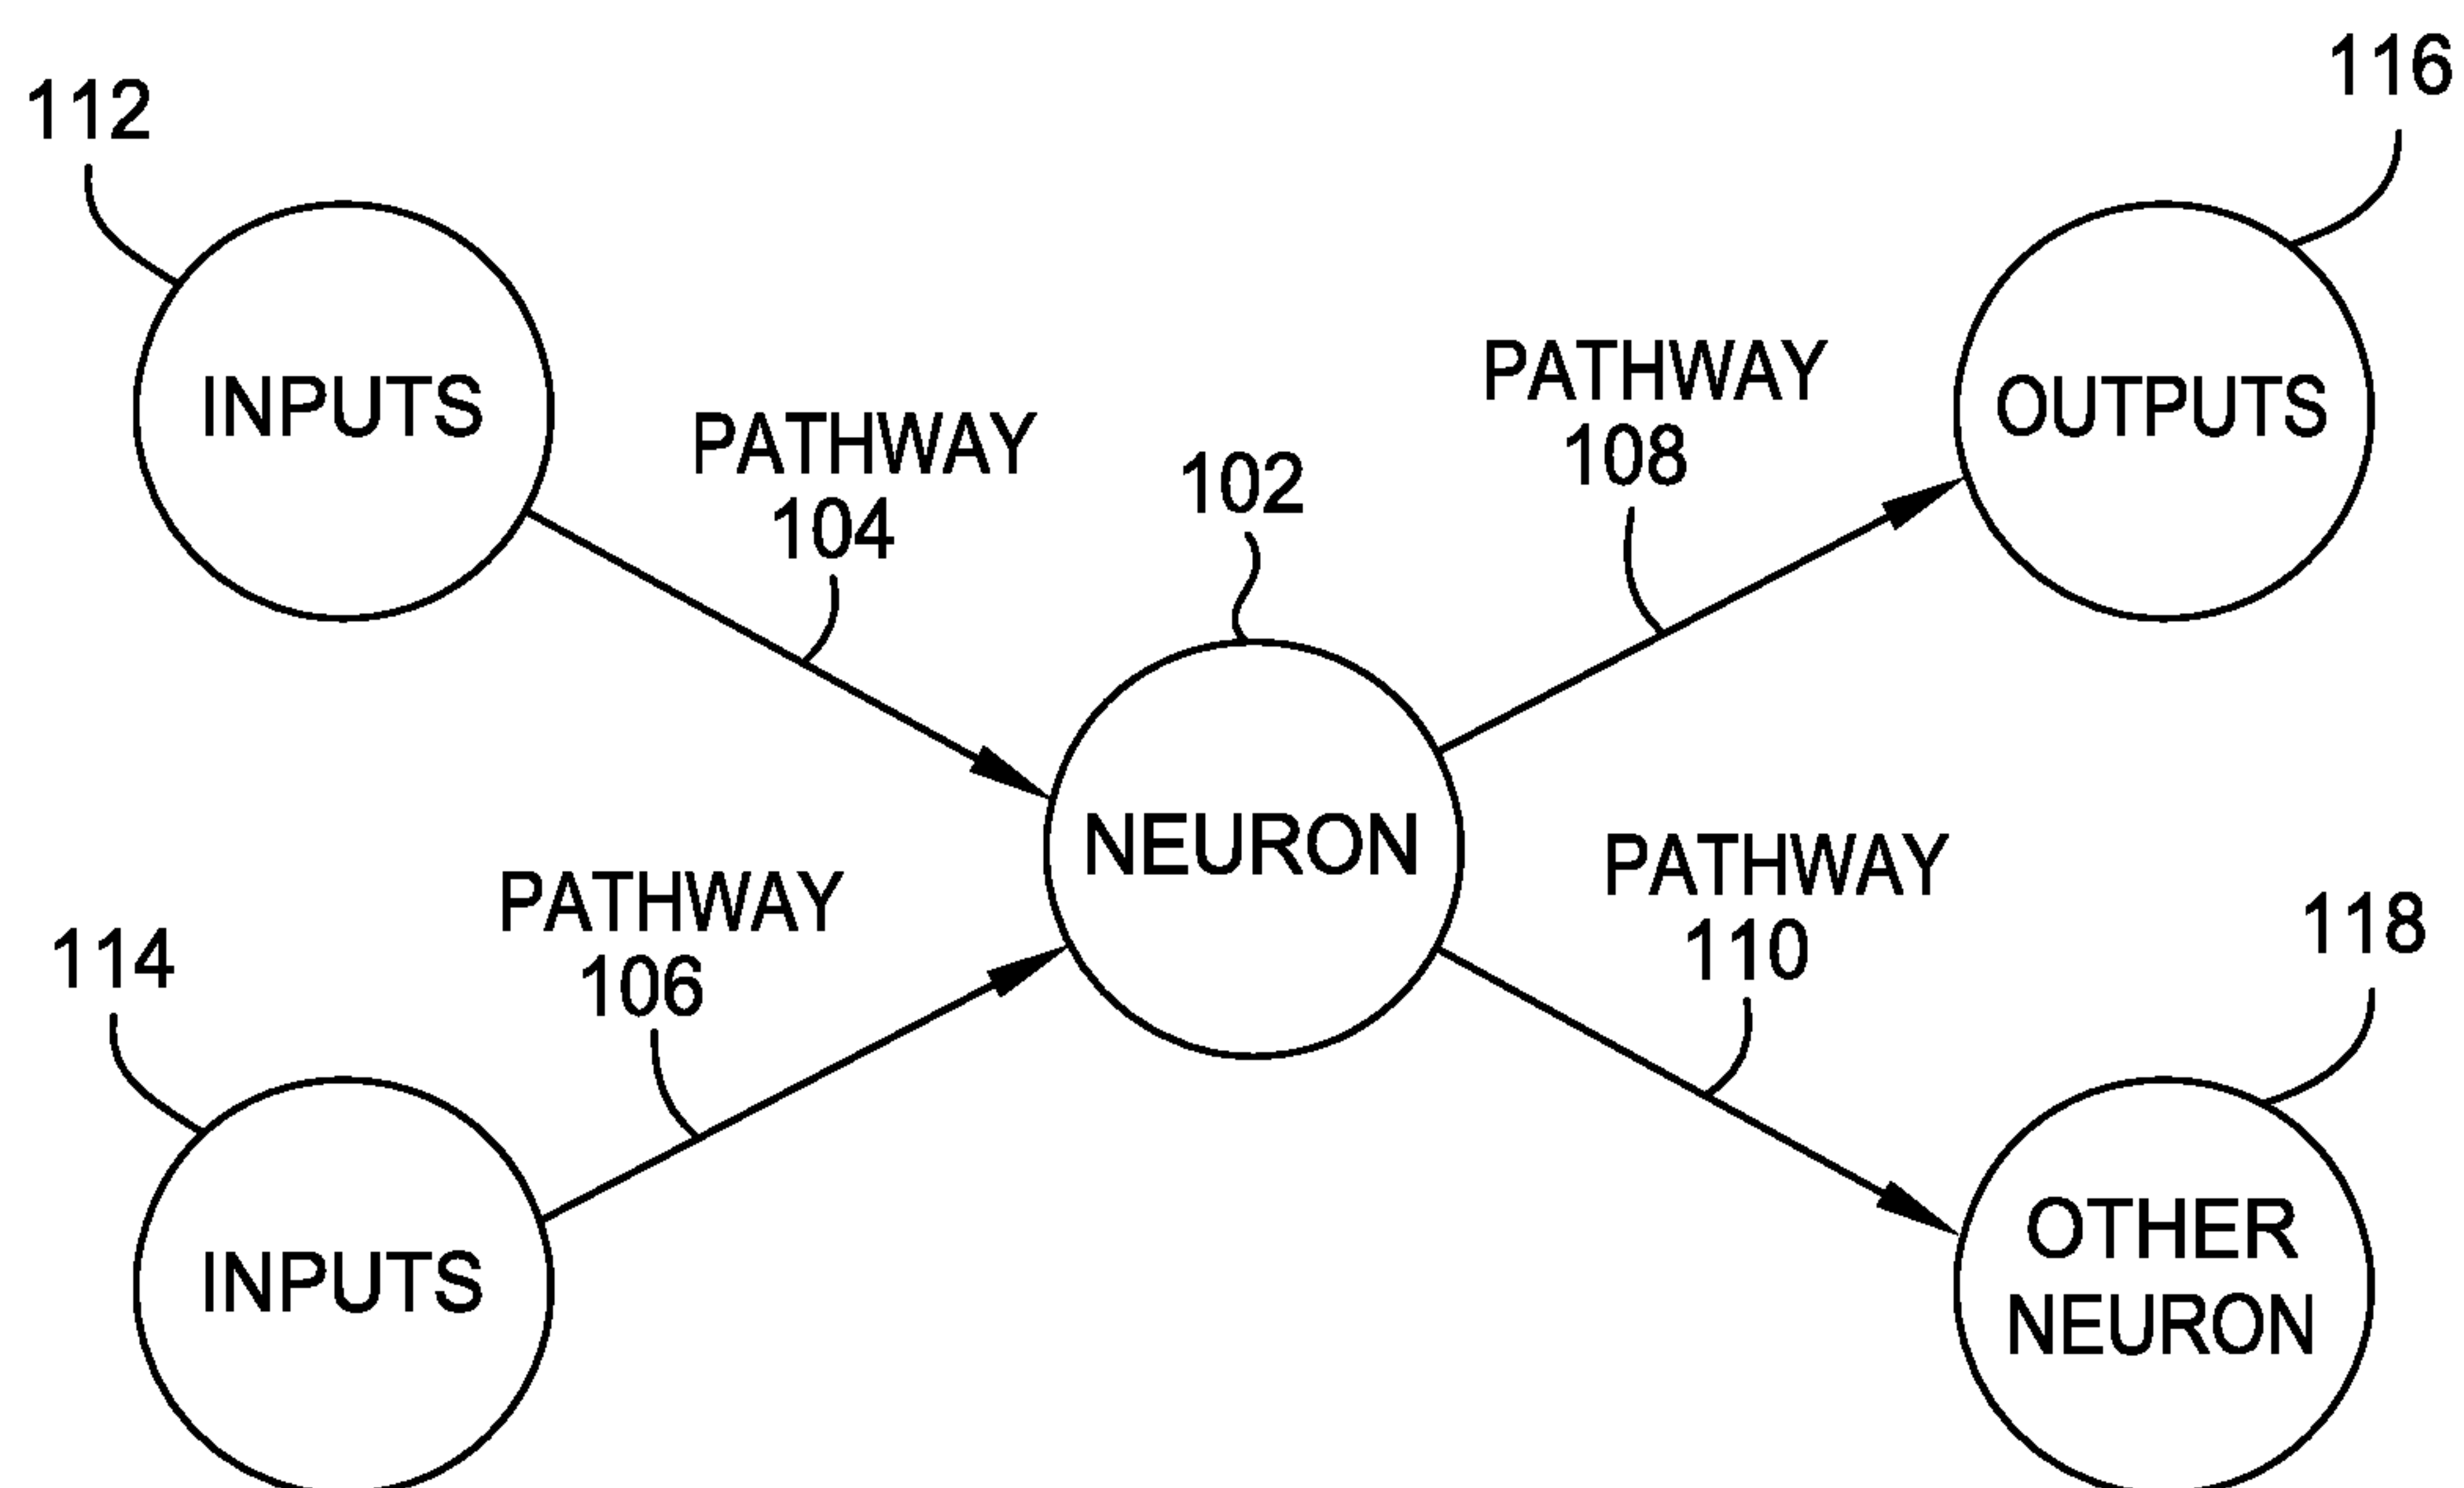 112
116
INPUTS
PATHWAY
104
102
PATHWAY
108
OUTPUTS
NEURON
114
PATHWAY
106
PATHWAY
110
118
INPUTS
OTHER
NEURON